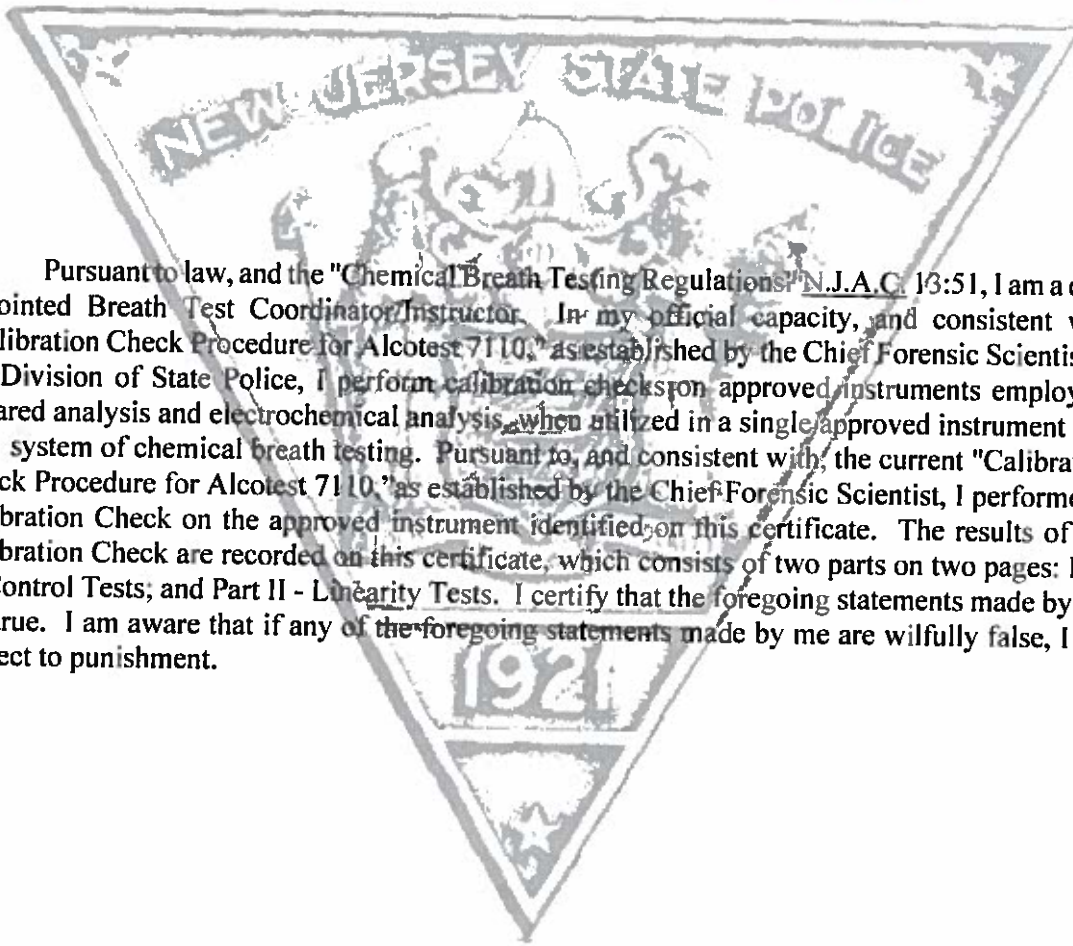 NEW JERSEY STATE POLICE
Pursuant to law, and the "Chemical Breath Testing Regulations" N.J.A.C. 13:51, I am a d
ointed Breath Test Coordinator/Instructor. In my official capacity, and consistent v
libration Check Procedure for Alcotest 7110," as established by the Chief Forensic Scientis
Division of State Police, I perform calibration checks on approved instruments employ
ared analysis and electrochemical analysis, when utilized in a single approved instrument
system of chemical breath testing. Pursuant to, and consistent with, the current "Calibrat
ck Procedure for Alcotest 7110," as established by the Chief Forensic Scientist, I performe
bration Check on the approved instrument identified on this certificate. The results of
bration Check are recorded on this certificate, which consists of two parts on two pages: I
Control Tests; and Part II - Linearity Tests. I certify that the foregoing statements made by
rue. I am aware that if any of the foregoing statements made by me are wilfully false, I
ect to punishment.
1921